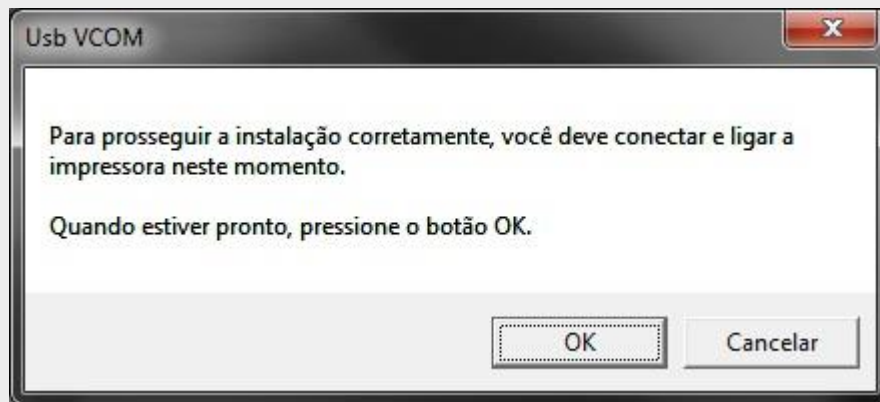 Usb VCOM
Para prosseguir a instalação corretamente, você deve conectar e ligar a
impressora neste momento.
Quando estiver pronto, pressione o botão OK.
OK
Cancelar